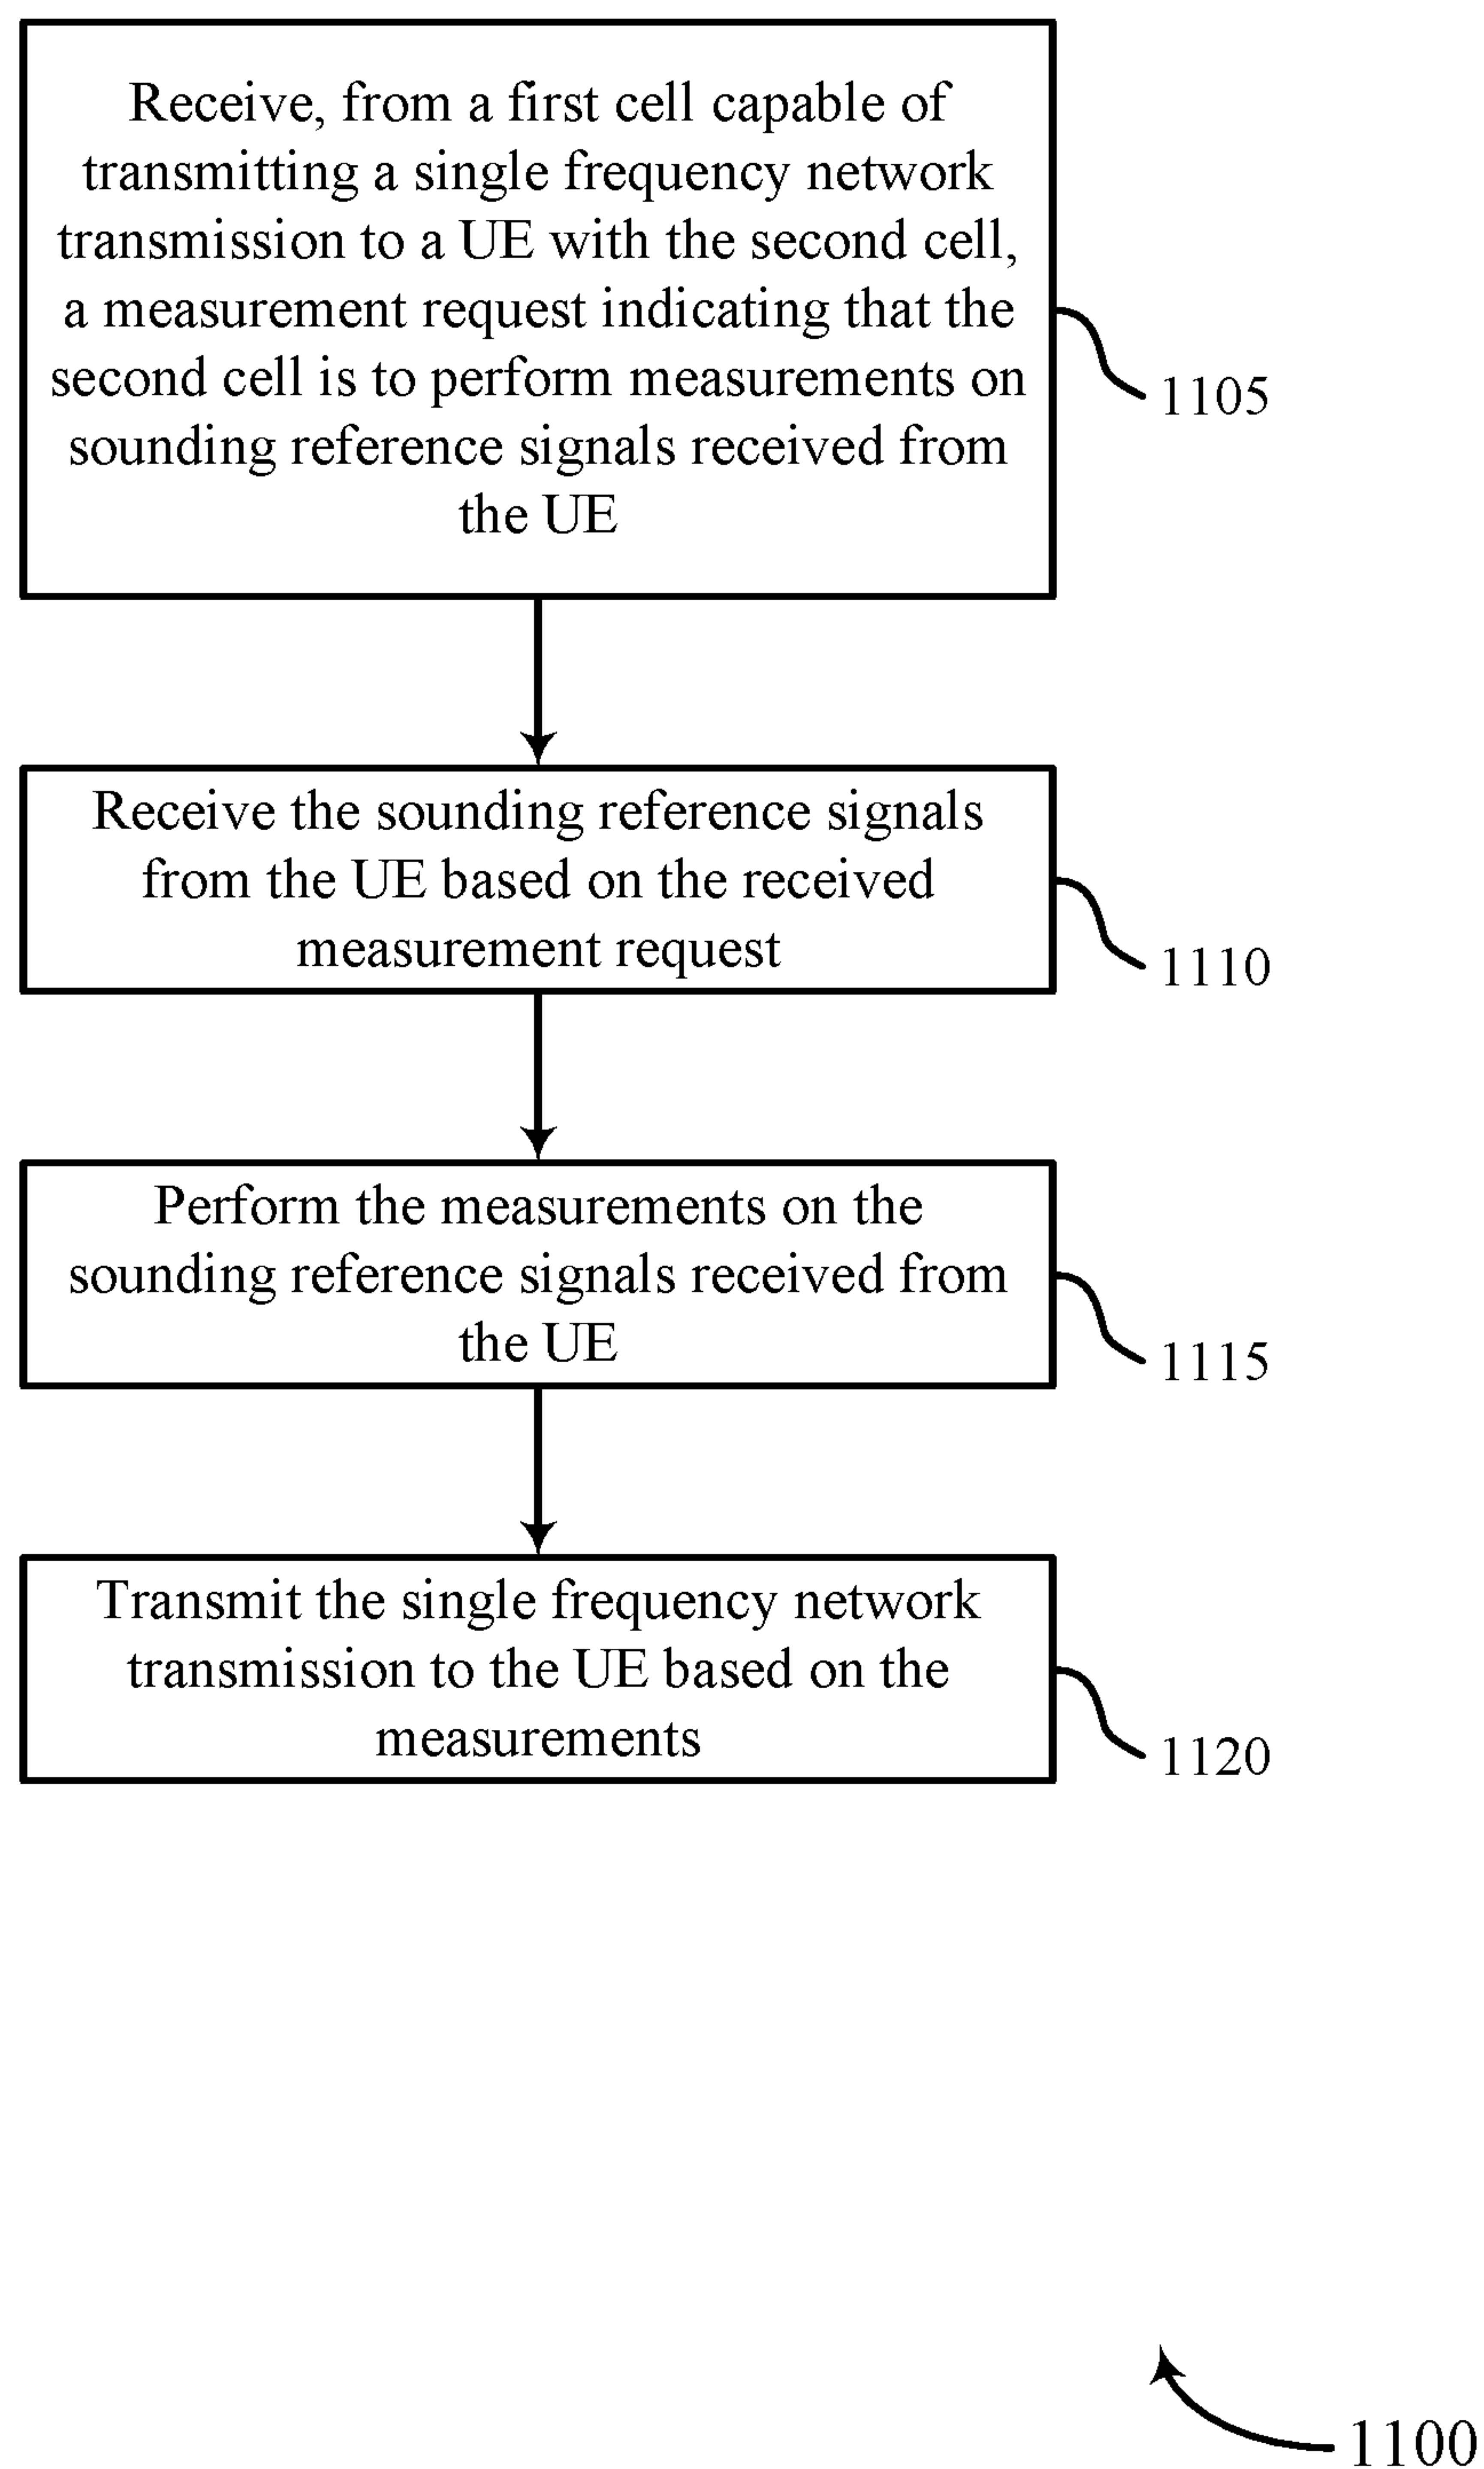 Receive, from a first cell capable of
transmitting a single frequency network
transmission to a UE with the second cell,
a measurement request indicating that the
second cell is to perform measurements on
sounding reference signals received from
the UE
1105
Receive the sounding reference signals
from the UE based on the received
measurement request
1110
Perform the measurements on the
sounding reference signals received from
the UE
1115
Transmit the single frequency network
transmission to the UE based on the
measurements
1120
1100